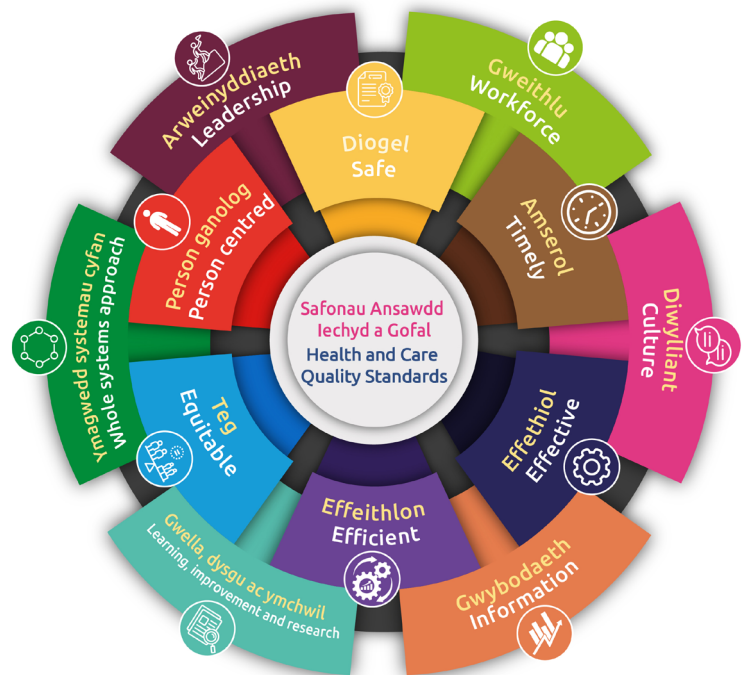 Safonau Ansawdd
Iechyd a Gofal
Health and Care
Quality Standards
Diogel
Safe
Amserol
Timely
Effethiol
Effective
Effeithlon
Efficient
Teg
Equitable
Person ganolog
Person centred
Arweinyddiaeth
Leadership
Gweithlu
Workforce
Diwylliant
Culture
Gwybodaeth
Information
Gwella, dysgu ac ymchwil
Learning, improvement and research
Ymagwedd systemau cyfan
Whole systems approach